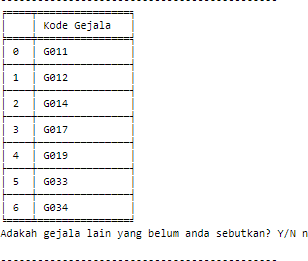 Kode Gejala
0 G011
1 G012
2 G014
3 G017
4 G019
5 G033
6 G034
Adakah gejala lain yang belum anda sebutkan? Y/N n